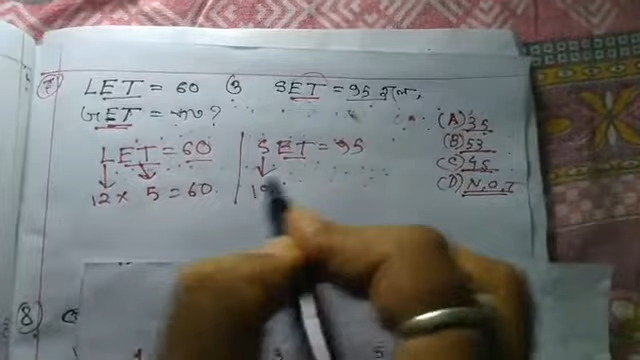 (7) LET = 60 ও SET = 95 হলে,
GET = কত?
(A) 35
(B) 53
(C) 45
(D) N.O.T
LET = 60
12 × 5 = 60
SET = 95
(8)